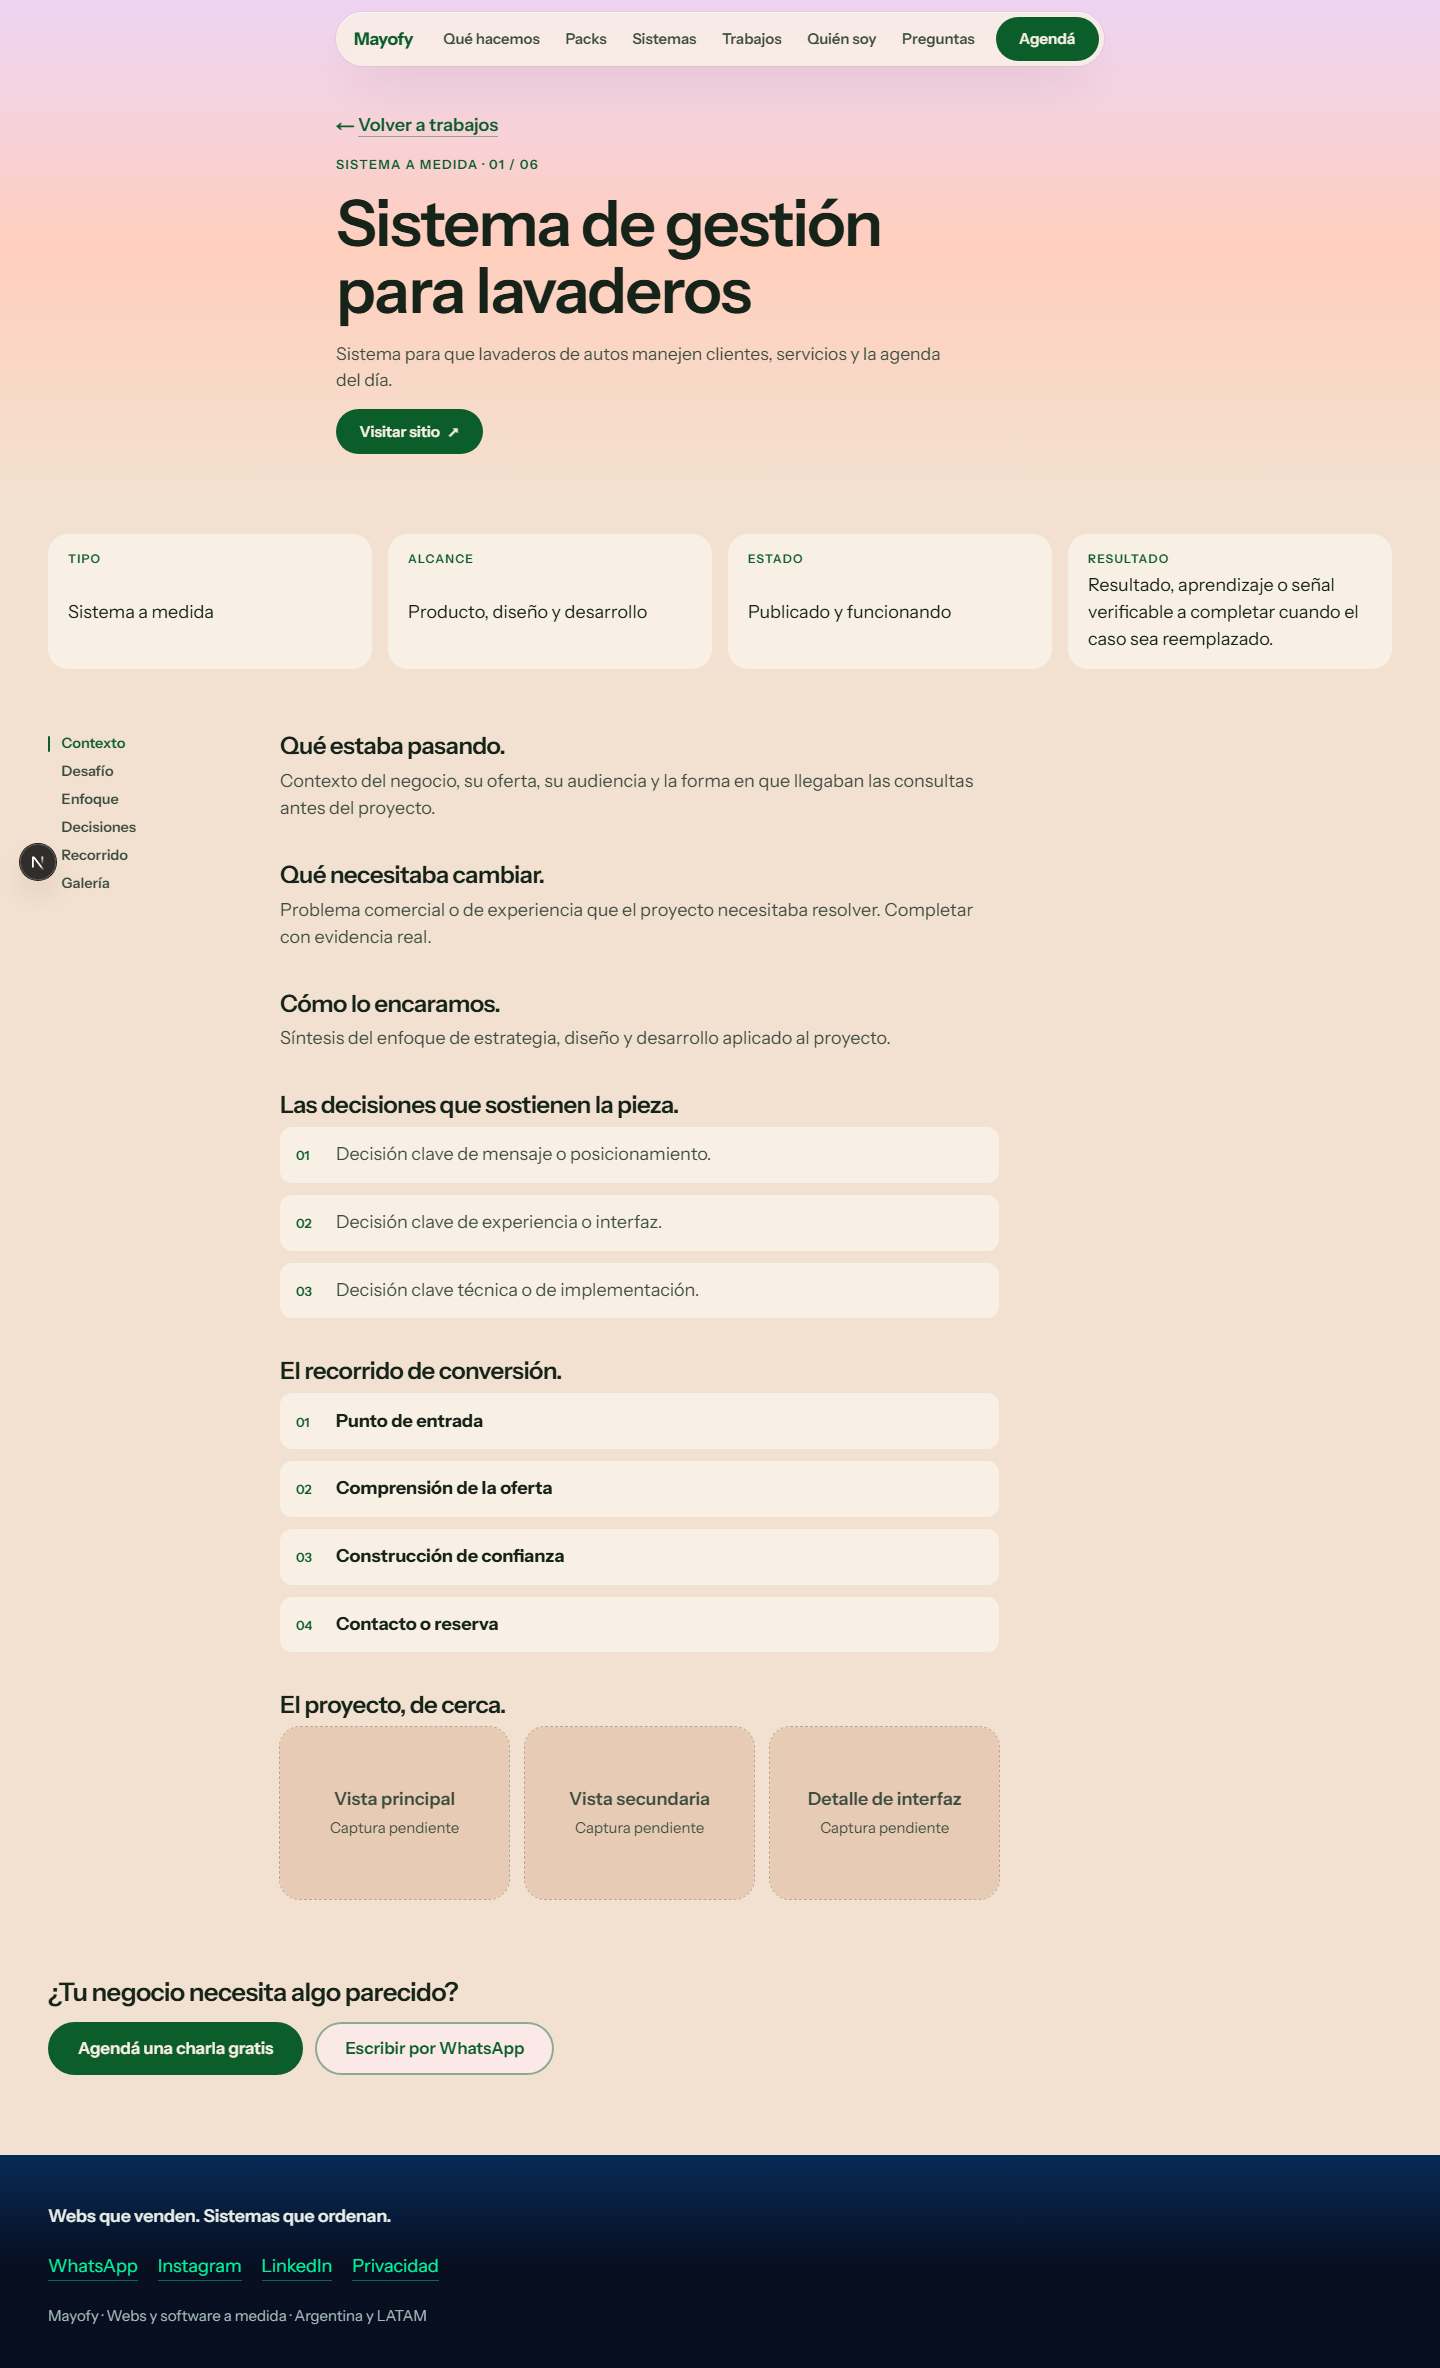 Mayofy Qué hacemos Packs Sistemas Trabajos Quién soy Preguntas Agendá
← Volver a trabajos
SISTEMA A MEDIDA · 01 / 06
Sistema de gestión
para lavaderos
Sistema para que lavaderos de autos manejen clientes, servicios y la agenda
del día.
Visitar sitio ↗
TIPO
Sistema a medida
ALCANCE
Producto, diseño y desarrollo
ESTADO
Publicado y funcionando
RESULTADO
Resultado, aprendizaje o señal
verificable a completar cuando el
caso sea reemplazado.
Contexto
Desafío
Enfoque
Decisiones
Recorrido
Galería
N
Qué estaba pasando.
Contexto del negocio, su oferta, su audiencia y la forma en que llegaban las consultas
antes del proyecto.
Qué necesitaba cambiar.
Problema comercial o de experiencia que el proyecto necesitaba resolver. Completar
con evidencia real.
Cómo lo encaramos.
Síntesis del enfoque de estrategia, diseño y desarrollo aplicado al proyecto.
Las decisiones que sostienen la pieza.
01 Decisión clave de mensaje o posicionamiento.
02 Decisión clave de experiencia o interfaz.
03 Decisión clave técnica o de implementación.
El recorrido de conversión.
01 Punto de entrada
02 Comprensión de la oferta
03 Construcción de confianza
04 Contacto o reserva
El proyecto, de cerca.
Vista principal
Captura pendiente
Vista secundaria
Captura pendiente
Detalle de interfaz
Captura pendiente
¿Tu negocio necesita algo parecido?
Agendá una charla gratis
Escribir por WhatsApp
Webs que venden. Sistemas que ordenan.
WhatsApp Instagram LinkedIn Privacidad
Mayofy · Webs y software a medida · Argentina y LATAM